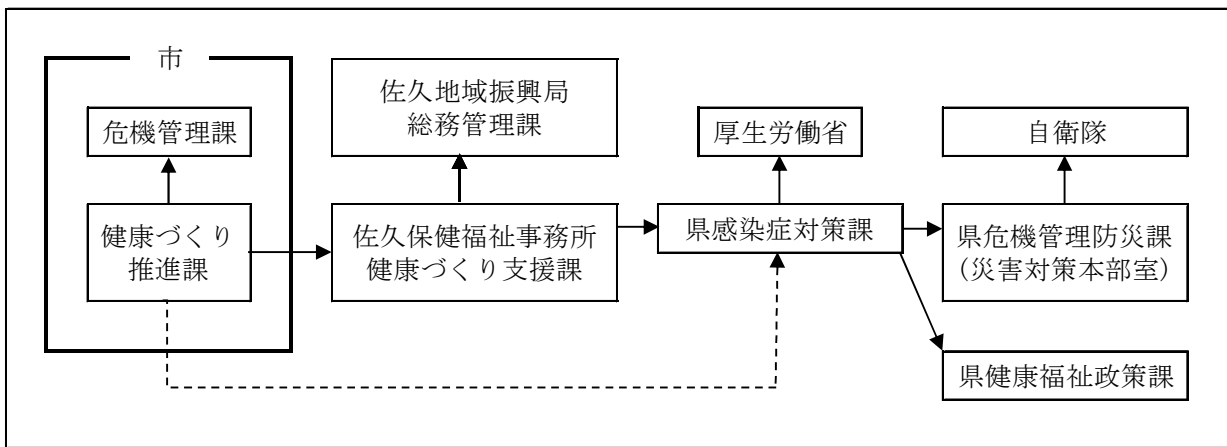 市
危機管理課
健康づくり
推進課
佐久地域振興局
総務管理課
佐久保健福祉事務所
健康づくり支援課
厚生労働省
県感染症対策課
自衛隊
県危機管理防災課
（災害対策本部室）
県健康福祉政策課